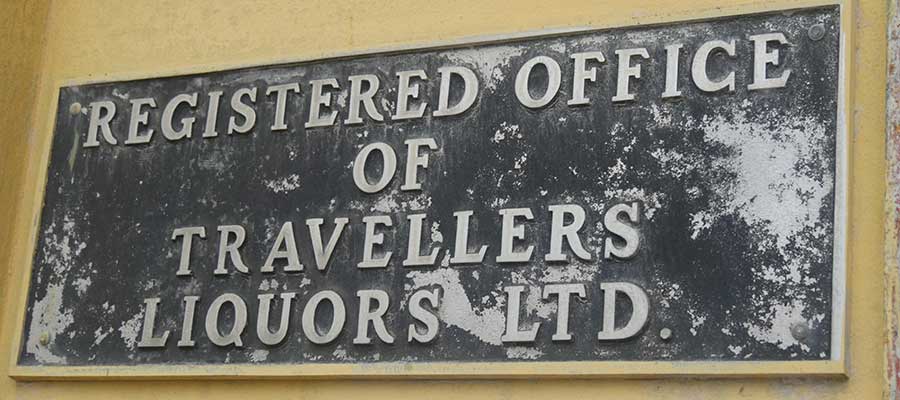 REGISTERED OFFICE
OF
TRAVELLERS
LIQUORS LTD.